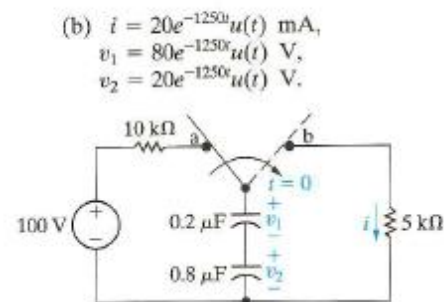 (b) i = 20e^{-1250t}u(t) mA,
v₁ = 80e^{-1250t}u(t) V,
v₂ = 20e^{-1250t}u(t) V.
10 kΩ
a
b
t = 0
100 V
+
−
0.2 μF
+
v₁
−
i
5 kΩ
0.8 μF
+
v₂
−